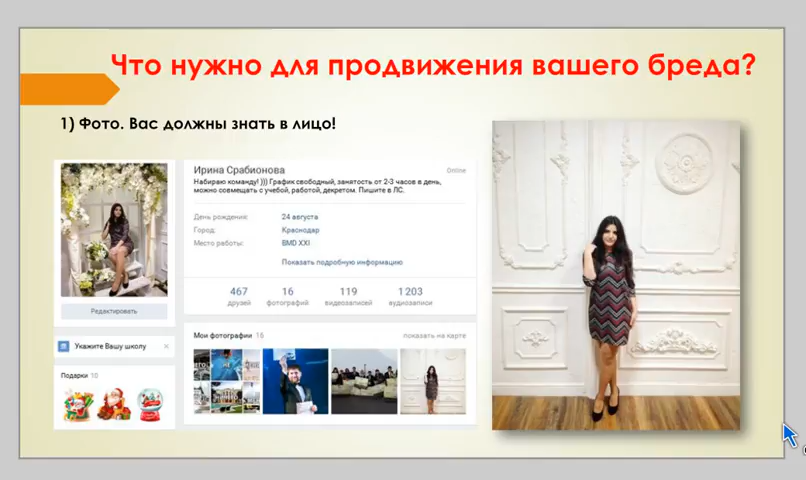 Что нужно для продвижения вашего бреда?
1) Фото. Вас должны знать в лицо!
Ирина Срабионова
Online
Набираю команду! ))) График свободный, занятость от 2-3 часов в день,
можно совмещать с учебой, работой, декретом. Пишите в ЛС.
День рождения: 24 августа
Город: Краснодар
Место работы: BMD XXI
Показать подробную информацию
467 16 119 1 203
друзей фотографий видеозаписей аудиозаписи
Редактировать
Укажите Вашу школу
Подарки 10
Мои фотографии 16 показать на карте